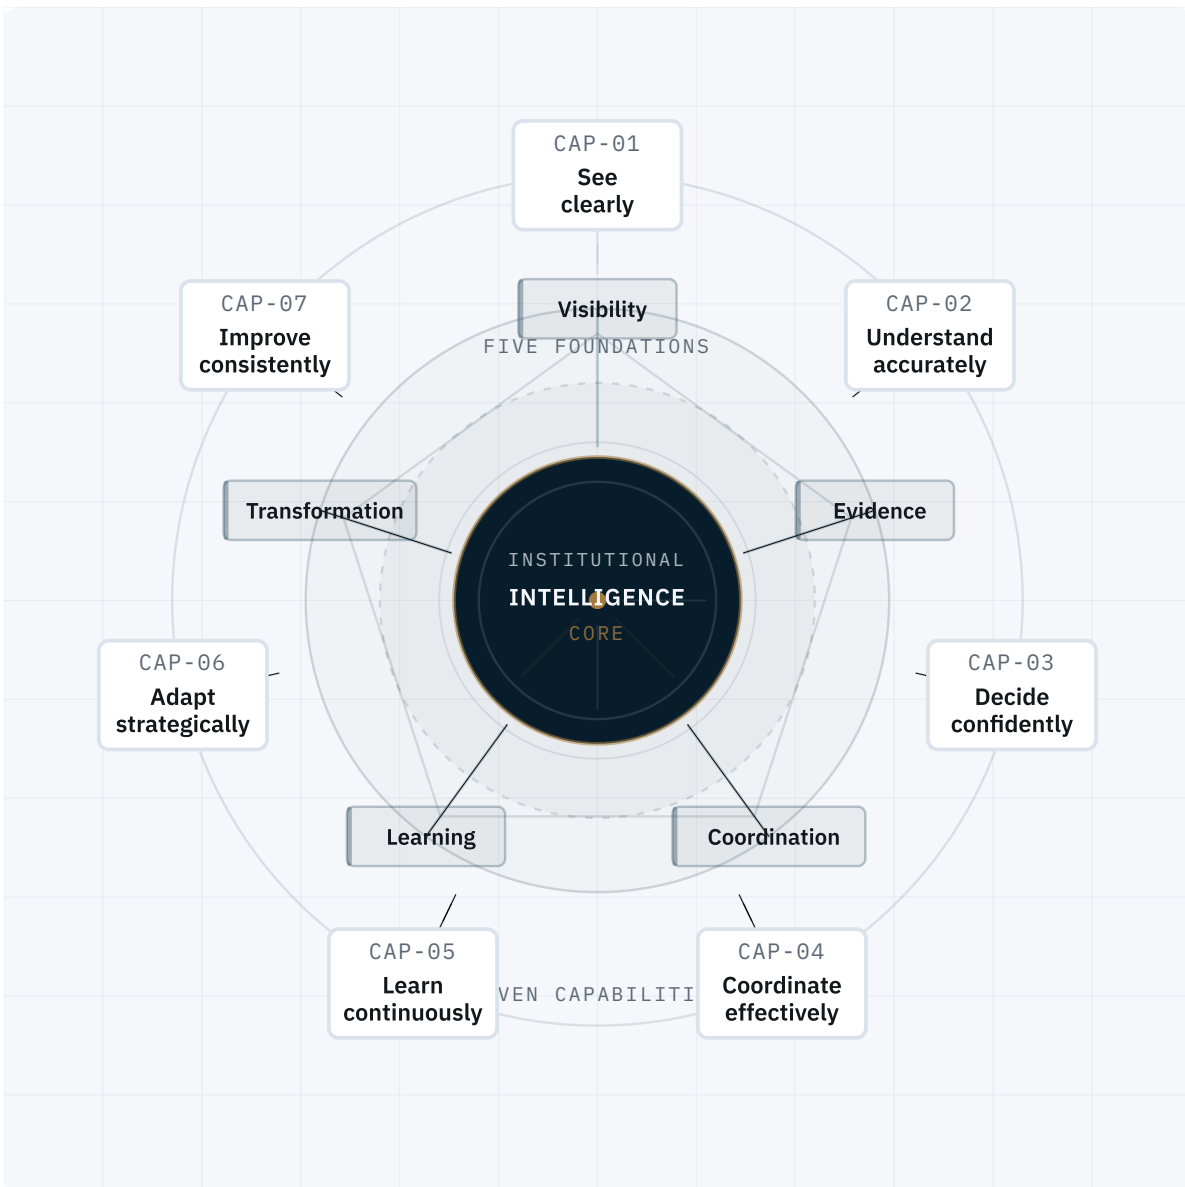 CAP-01
See
clearly
CAP-07
Improve
consistently
Visibility
CAP-02
Understand
accurately
FIVE FOUNDATIONS
Transformation
Evidence
INSTITUTIONAL
INTELLIGENCE
CORE
CAP-06
Adapt
strategically
CAP-03
Decide
confidently
Learning
Coordination
CAP-05
Learn
continuously
VEN CAPABILITI
CAP-04
Coordinate
effectively